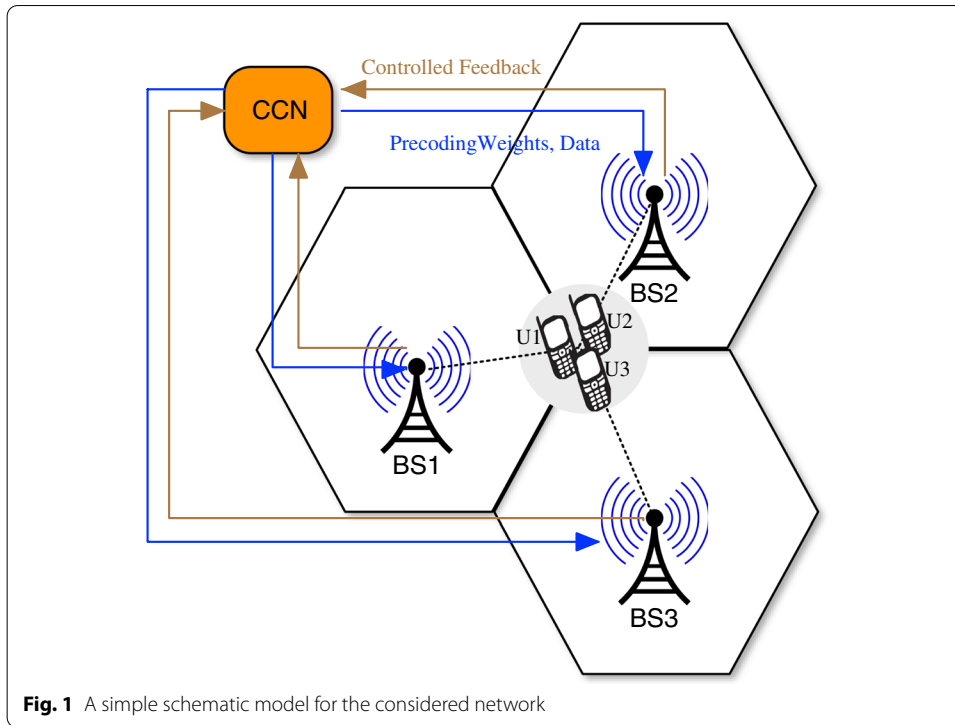 Controlled Feedback
CCN
PrecodingWeights, Data
BS2
U1
U2
U3
BS1
BS3
Fig. 1 A simple schematic model for the considered network